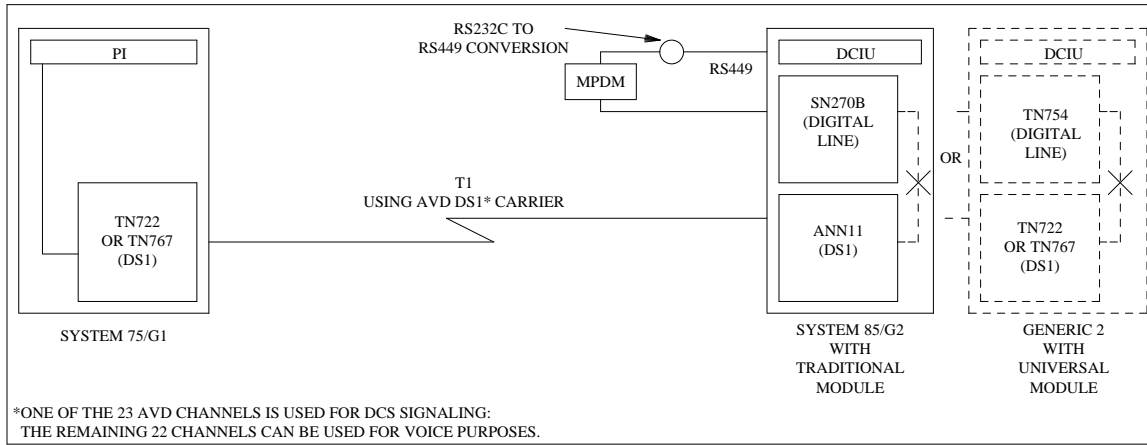 RS232C TO
RS449 CONVERSION
PI
RS449
MPDM
DCIU
SN270B
(DIGITAL
LINE)
ANN11
(DS1)
OR
DCIU
TN754
(DIGITAL
LINE)
TN722
OR TN767
(DS1)
T1
USING AVD DS1* CARRIER
TN722
OR TN767
(DS1)
SYSTEM 75/G1
SYSTEM 85/G2
WITH
TRADITIONAL
MODULE
GENERIC 2
WITH
UNIVERSAL
MODULE
*ONE OF THE 23 AVD CHANNELS IS USED FOR DCS SIGNALING:
THE REMAINING 22 CHANNELS CAN BE USED FOR VOICE PURPOSES.